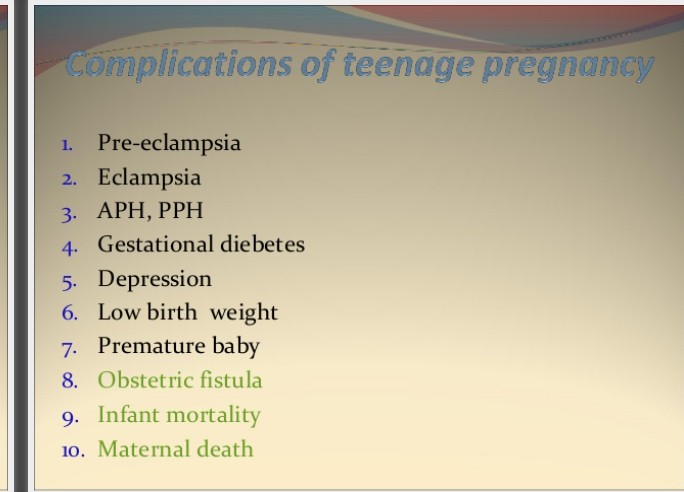 Complications of teenage pregnancy
1. Pre-eclampsia
2. Eclampsia
3. APH, PPH
4. Gestational diebetes
5. Depression
6. Low birth weight
7. Premature baby
8. Obstetric fistula
9. Infant mortality
10. Maternal death